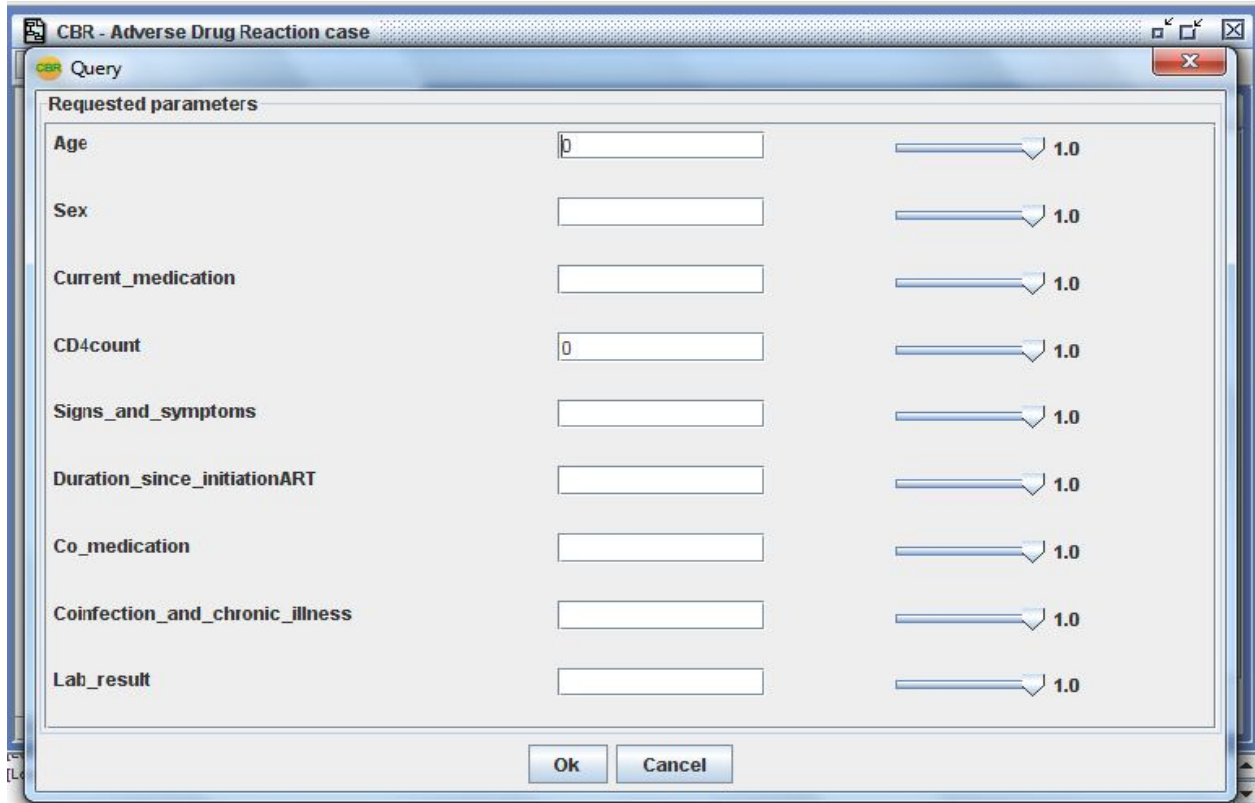 CBR - Adverse Drug Reaction case
CBR Query
Requested parameters
Age 0 1.0
Sex 1.0
Current_medication 1.0
CD4count 0 1.0
Signs_and_symptoms 1.0
Duration_since_initiationART 1.0
Co_medication 1.0
Coinfection_and_chronic_illness 1.0
Lab_result 1.0
Ok Cancel